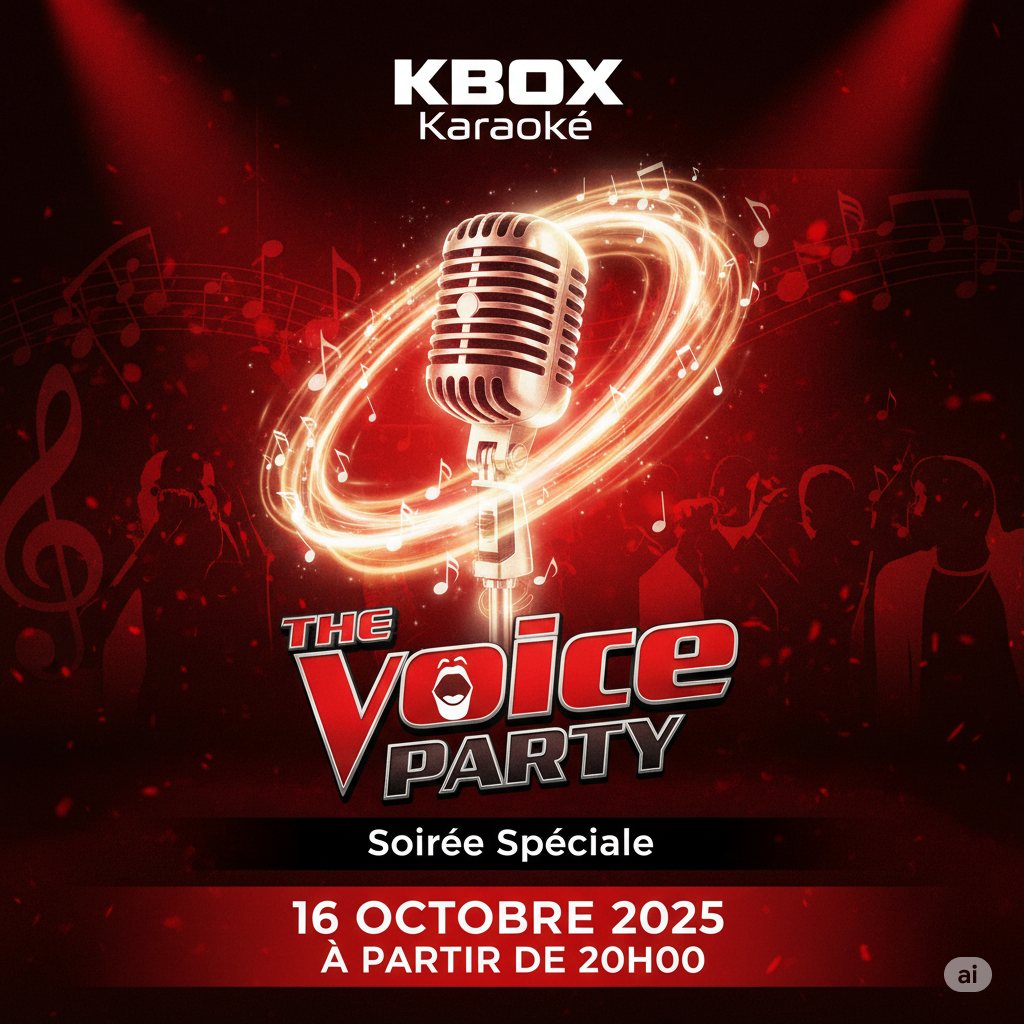 KBOX
Karaoké
THE
Voice
PARTY
Soirée Spéciale
16 OCTOBRE 2025
À PARTIR DE 20H00
ai